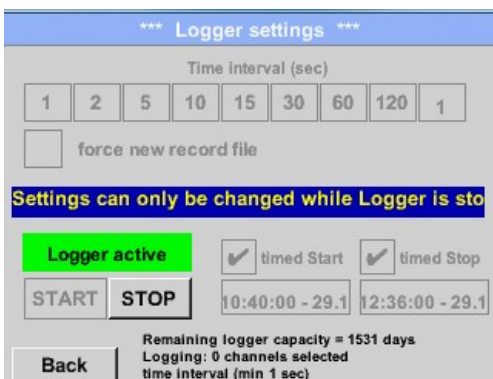 *** Logger settings ***
Time interval (sec)
1 2 5 10 15 30 60 120 1
force new record file
Settings can only be changed while Logger is sto
Logger active
timed Start
timed Stop
START STOP
10:40:00 - 29.1
12:36:00 - 29.1
Remaining logger capacity = 1531 days
Logging: 0 channels selected
time interval (min 1 sec)
Back